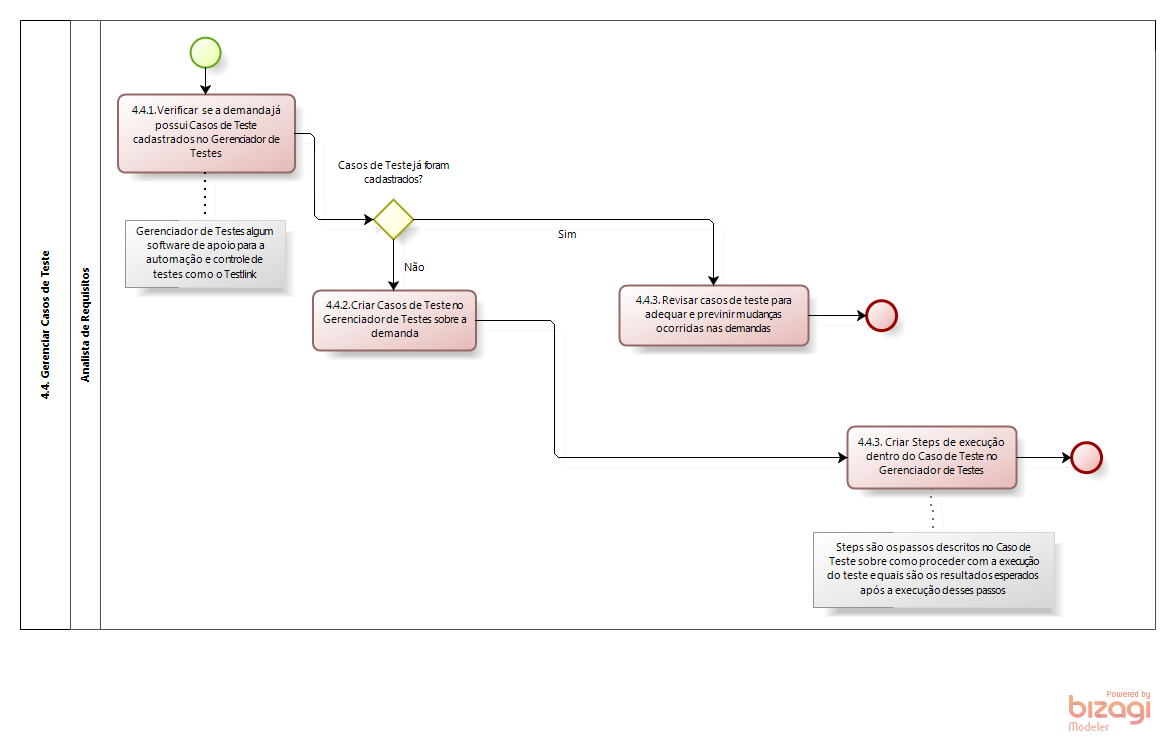 4.4. Gerenciar Casos de Teste
Analista de Requisitos
4.4.1.Verificar se a demanda já
possui Casos de Teste
cadastrados no Gerenciador de
Testes
Gerenciador de Testes algum
software de apoio para a
automação e controle de
testes como o Testlink
Casos de Teste já foram
cadastrados?
Sim
Não
4.4.2.Criar Casos de Teste no
Gerenciador de Testes sobre a
demanda
4.4.3. Revisar casos de teste para
adequar e previnir mudanças
ocorridas nas demandas
4.4.3. Criar Steps de execução
dentro do Caso de Teste no
Gerenciador de Testes
Steps são os passos descritos no Caso de
Teste sobre como proceder com a execução
do teste e quais são os resultados esperados
após a execução desses passos
Powered by
bizagi
Modeler